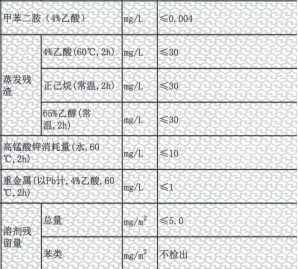 甲苯二胺（4%乙酸）
mg/L
≤0.004
蒸发残
渣
4%乙酸(60℃,2h)
mg/L
≤30
正己烷(常
温,2h)
mg/L
≤30
65%乙醇(常
温,2h)
mg/L
≤30
高锰酸钾消耗量(水,60
℃,2h)
mg/L
≤10
重金属(以Pb计,4%乙酸,60
℃,2h)
mg/L
≤1
溶剂残
留量
总量
mg/m²
≤5.0
苯类
mg/m²
不检出